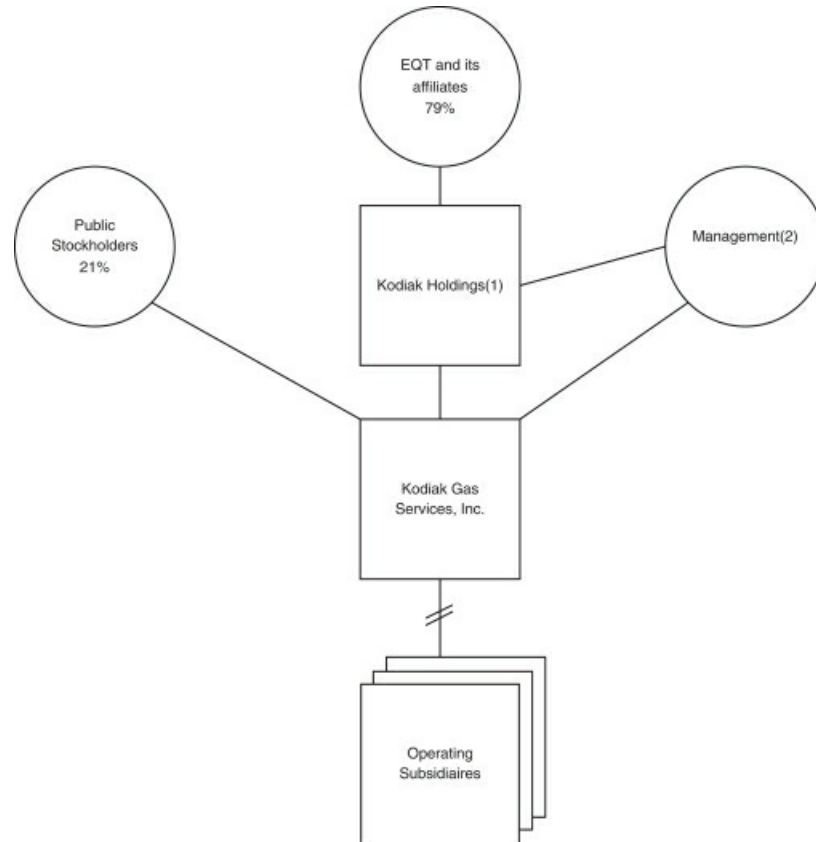 EQT and its
affiliates
79%
Public
Stockholders
21%
Management(2)
Kodiak Holdings(1)
Kodiak Gas
Services, Inc.
Operating
Subsidiaires